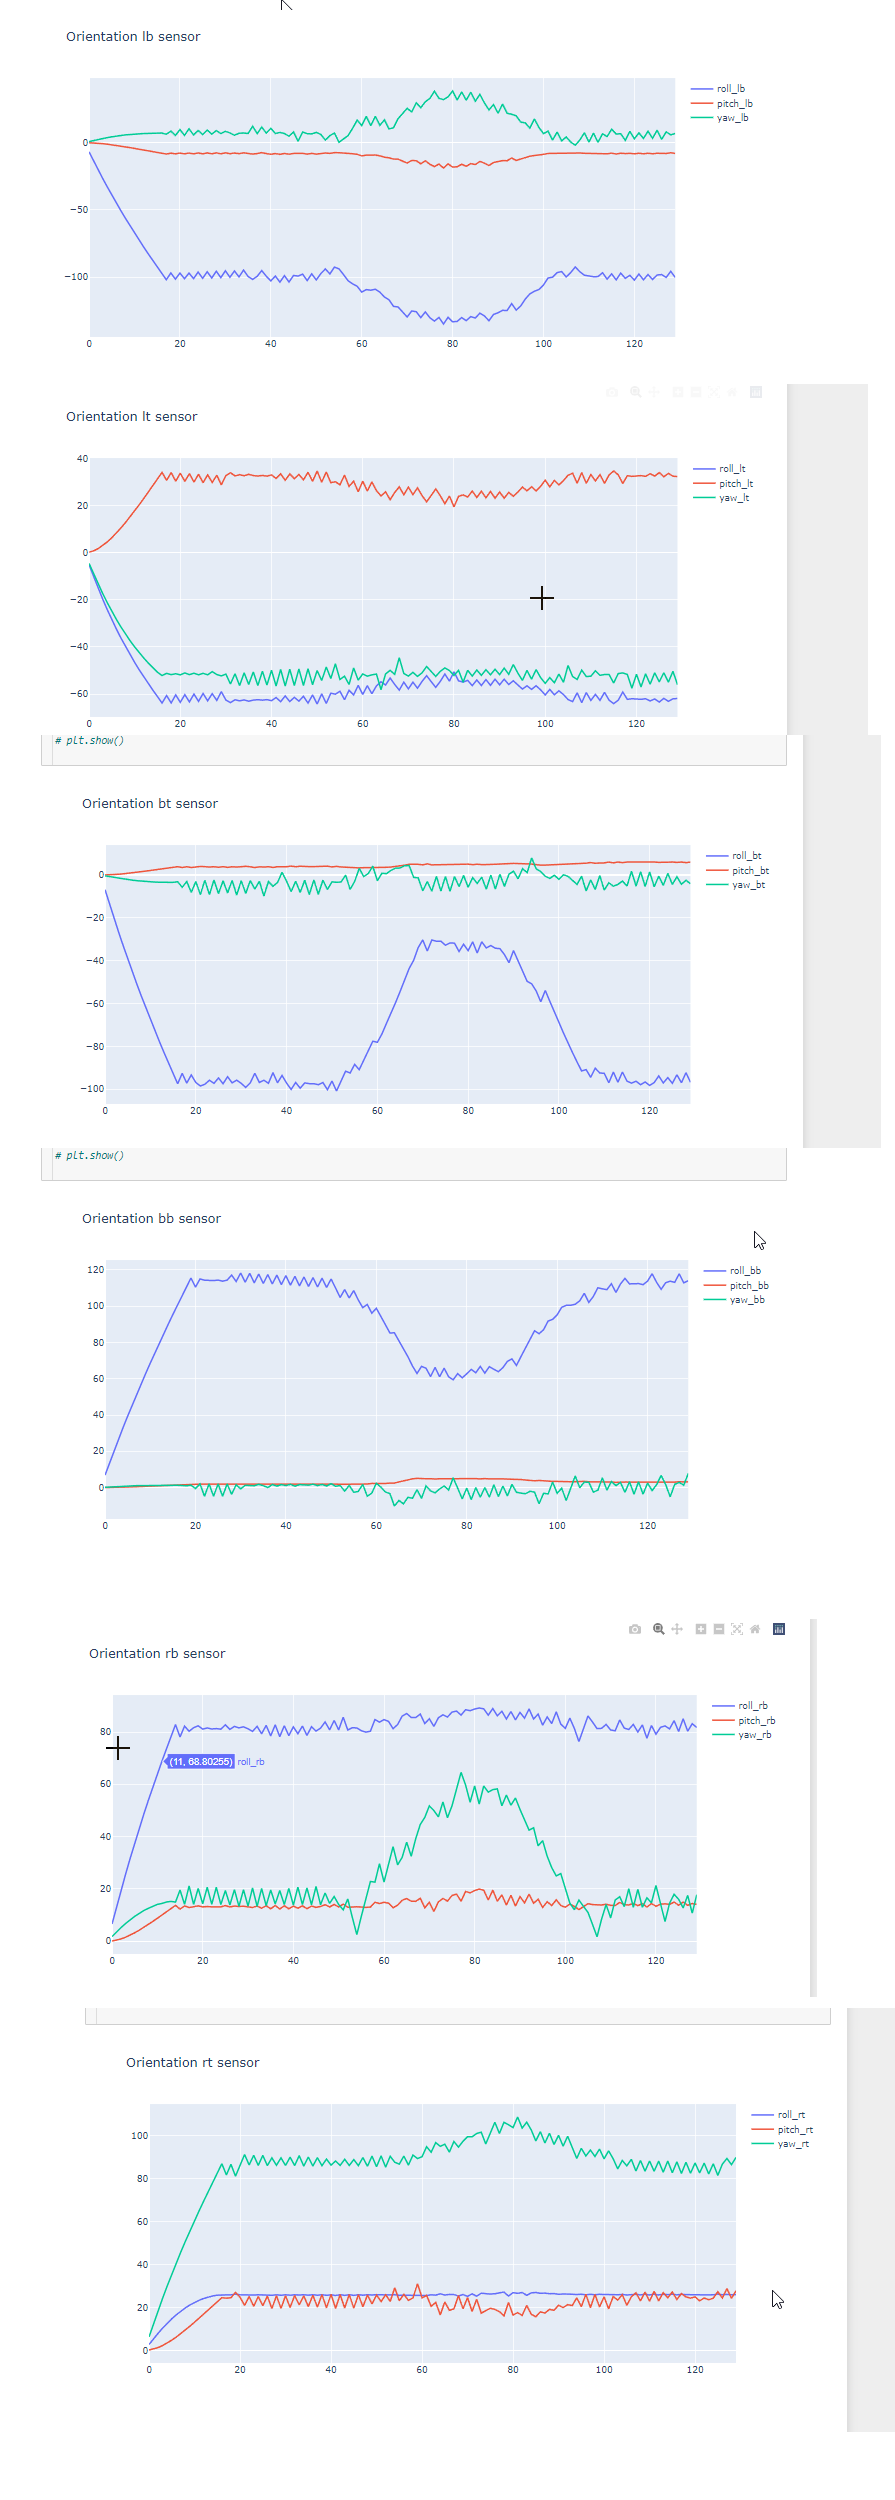 Orientation lb sensor
roll_lb
pitch_lb
yaw_lb
0
−50
−100
0 20 40 60 80 100 120
Orientation lt sensor
40
roll_lt
pitch_lt
yaw_lt
20
0
−20
−40
−60
0 20 40 60 80 100 120
# plt.show()
Orientation bt sensor
roll_bt
pitch_bt
yaw_bt
0
−20
−40
−60
−80
−100
0 20 40 60 80 100 120
# plt.show()
Orientation bb sensor
120
roll_bb
pitch_bb
yaw_bb
100
80
60
40
20
0
0 20 40 60 80 100 120
Orientation rb sensor
roll_rb
pitch_rb
yaw_rb
80
(11, 68.80255) roll_rb
60
40
20
0
0 20 40 60 80 100 120
Orientation rt sensor
roll_rt
pitch_rt
yaw_rt
100
80
60
40
20
0
0 20 40 60 80 100 120